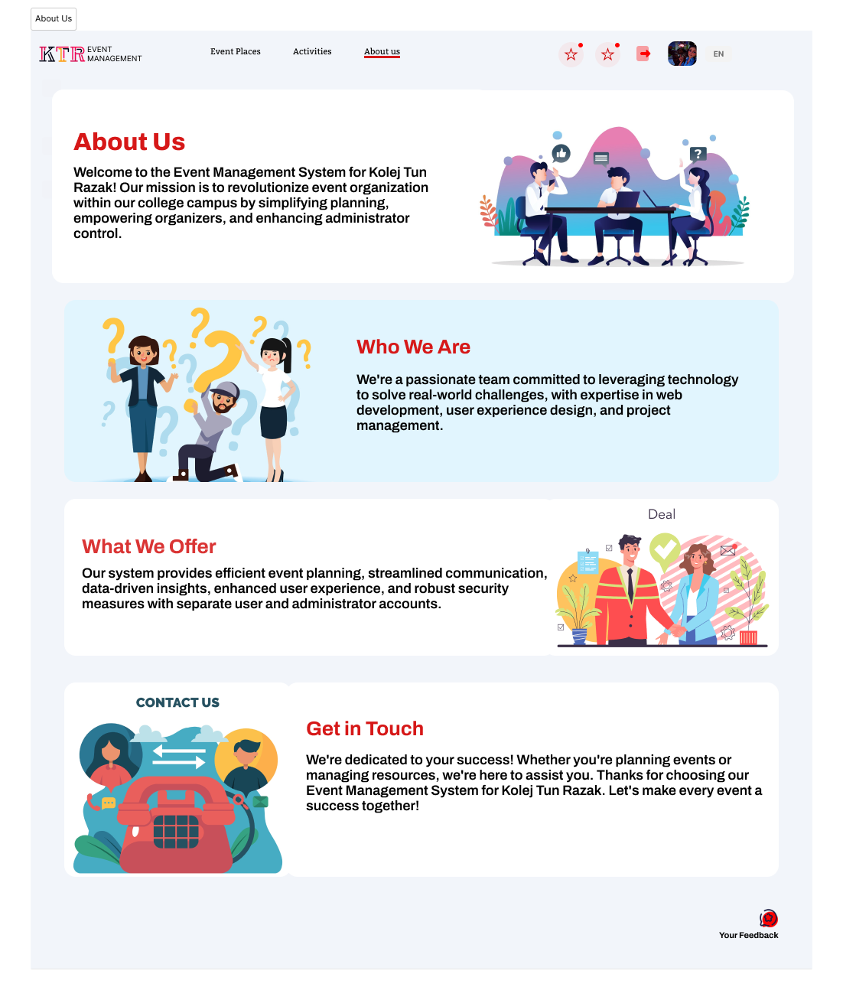 About Us
KTR EVENT
MANAGEMENT
Event Places
Activities
About us
EN
About Us
Welcome to the Event Management System for Kolej Tun
Razak! Our mission is to revolutionize event organization
within our college campus by simplifying planning,
empowering organizers, and enhancing administrator
control.
?
Who We Are
We're a passionate team committed to leveraging technology
to solve real-world challenges, with expertise in web
development, user experience design, and project
management.
Deal
What We Offer
Our system provides efficient event planning, streamlined communication,
data-driven insights, enhanced user experience, and robust security
measures with separate user and administrator accounts.
CONTACT US
Get in Touch
We're dedicated to your success! Whether you're planning events or
managing resources, we're here to assist you. Thanks for choosing our
Event Management System for Kolej Tun Razak. Let's make every event a
success together!
Your Feedback